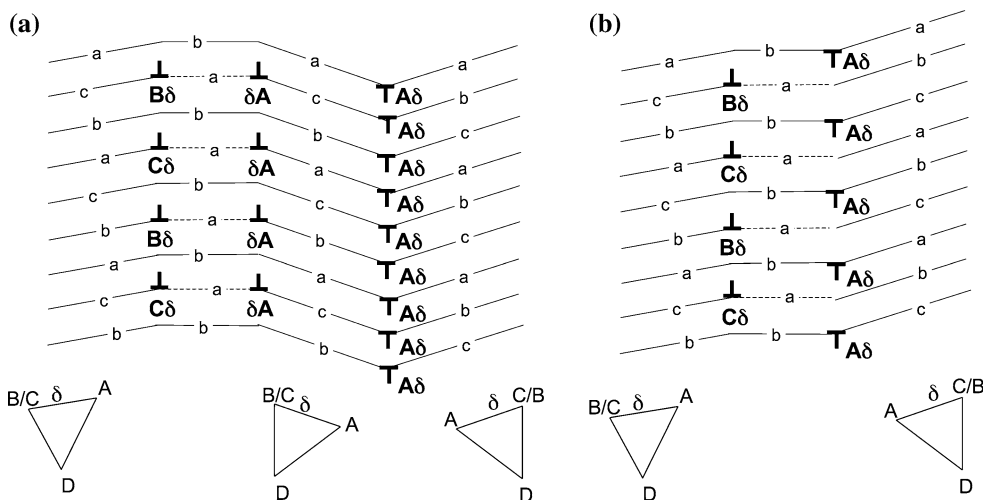 (a) (b)
a b a Aδ a
c Bδ a δA c Aδ b
b b b Aδ c
a Cδ a δA a Aδ a
c b c Aδ b
b Bδ a δA b Aδ c
a b a Aδ a
c Cδ a δA c Aδ b
b b b Aδ c
B/C δ A D
B/C δ A D
A δ C/B D
a b Aδ a
c Bδ a b
b b Aδ c
a Cδ a a
c b Aδ b
b Bδ a c
a b Aδ a
c Cδ a b
b b Aδ c
B/C δ A D
A δ C/B D